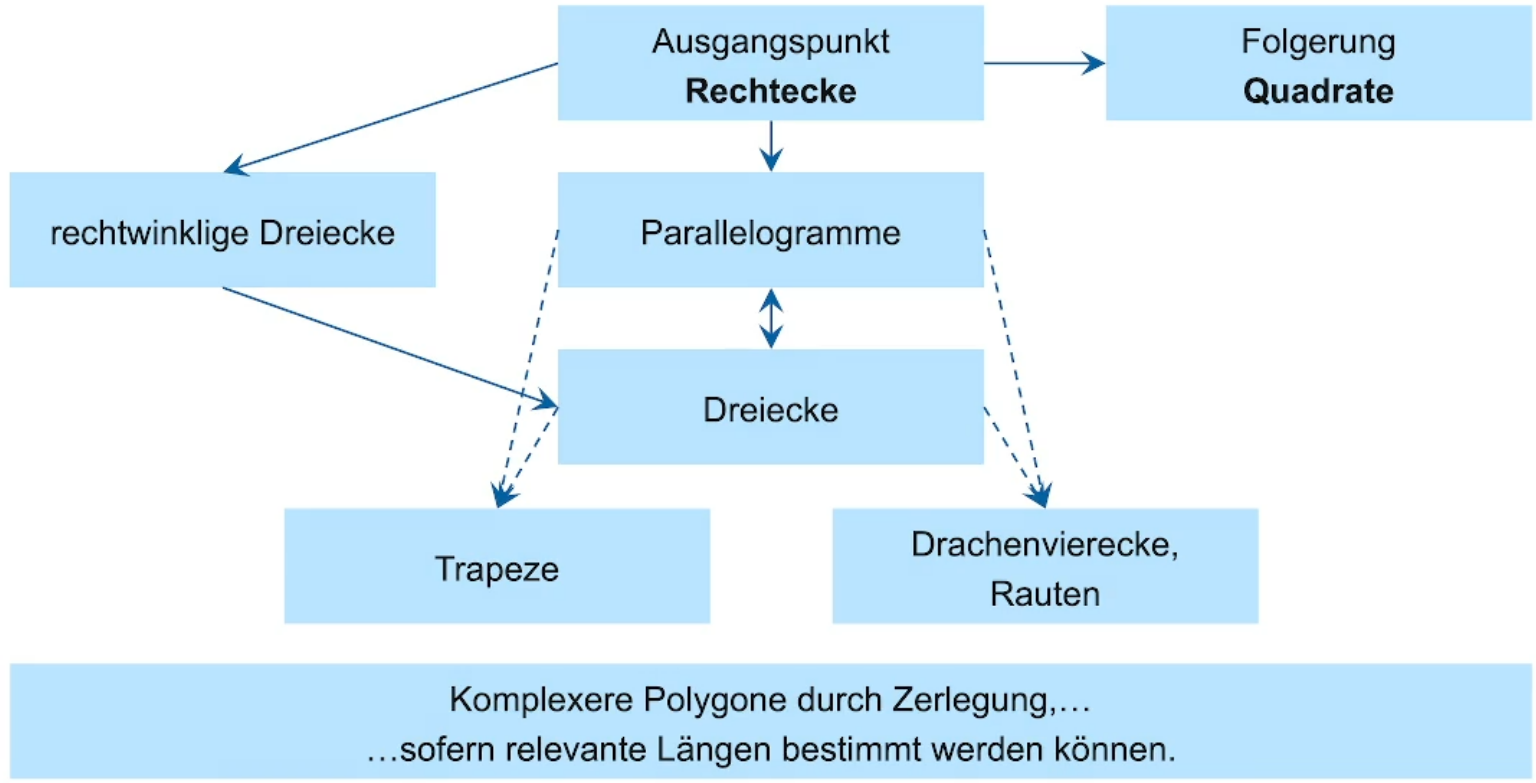 Ausgangspunkt
Rechtecke
Folgerung
Quadrate
rechtwinklige Dreiecke
Parallelogramme
Dreiecke
Trapeze
Drachenvierecke,
Rauten
Komplexere Polygone durch Zerlegung,…
…sofern relevante Längen bestimmt werden können.